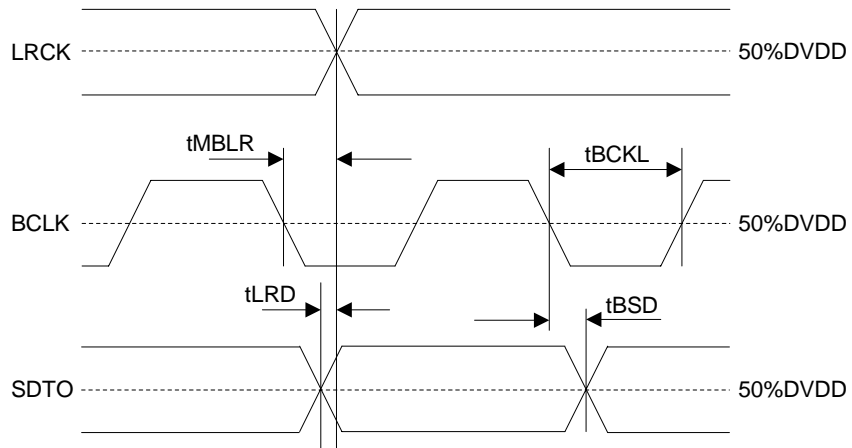 LRCK
50%DVDD
tMBLR
tBCKL
BCLK
50%DVDD
tLRD
tBSD
SDTO
50%DVDD